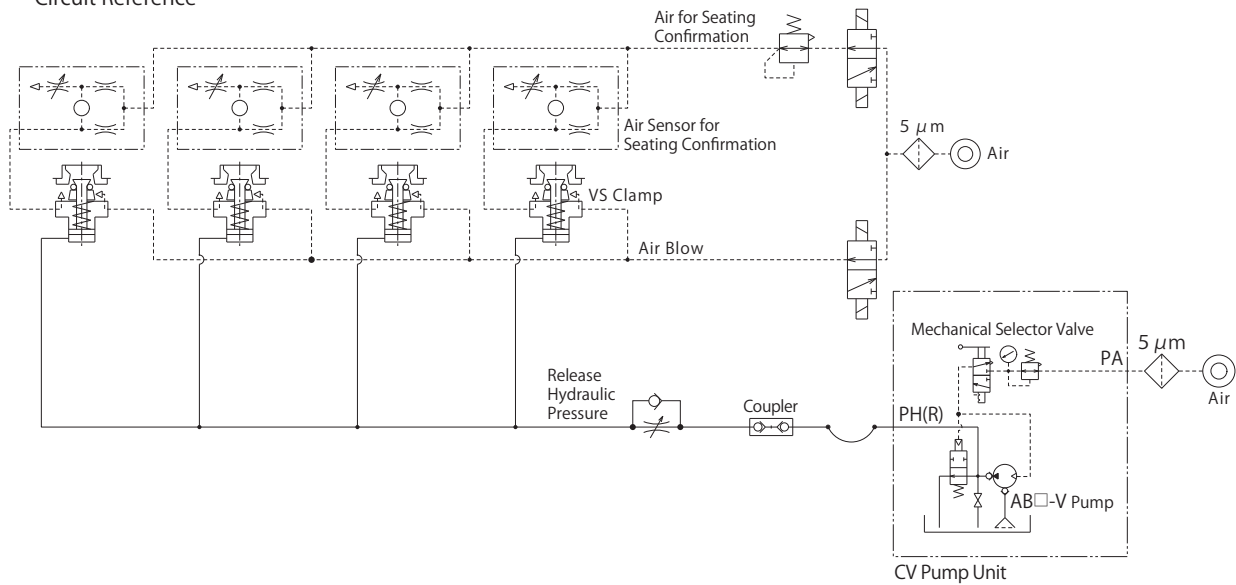 Circuit Reference
Air for Seating
Confirmation
5 μm
Air
Air Sensor for
Seating Confirmation
VS Clamp
Air Blow
Mechanical Selector Valve
PA
5 μm
Air
Release
Hydraulic
Pressure
Coupler
PH(R)
AB□-V Pump
CV Pump Unit